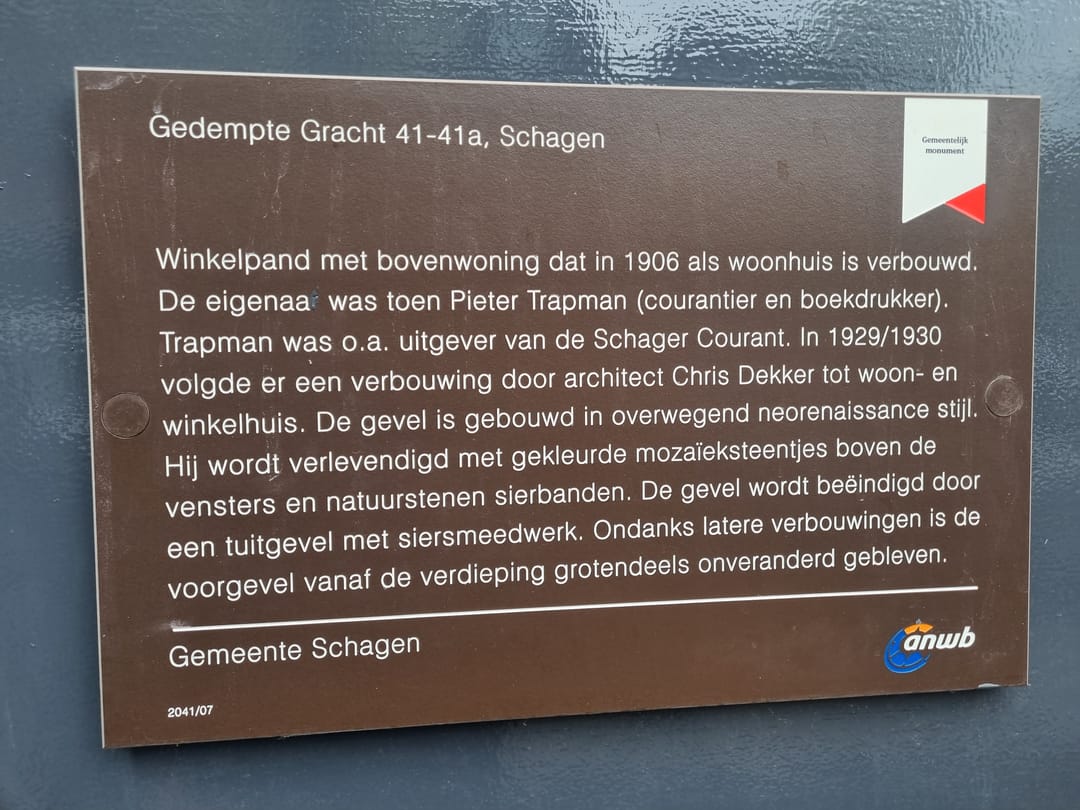 Gedempte Gracht 41-41a, Schagen
Gemeentelijk
monument
Winkelpand met bovenwoning dat in 1906 als woonhuis is verbouwd.
De eigenaar was toen Pieter Trapman (courantier en boekdrukker).
Trapman was o.a. uitgever van de Schager Courant. In 1929/1930
volgde er een verbouwing door architect Chris Dekker tot woon- en
winkelhuis. De gevel is gebouwd in overwegend neorenaissance stijl.
Hij wordt verlevendigd met gekleurde mozaïeksteentjes boven de
vensters en natuurstenen sierbanden. De gevel wordt beëindigd door
een tuitgevel met siersmeedwerk. Ondanks latere verbouwingen is de
voorgevel vanaf de verdieping grotendeels onveranderd gebleven.
Gemeente Schagen
anwb
2041/07